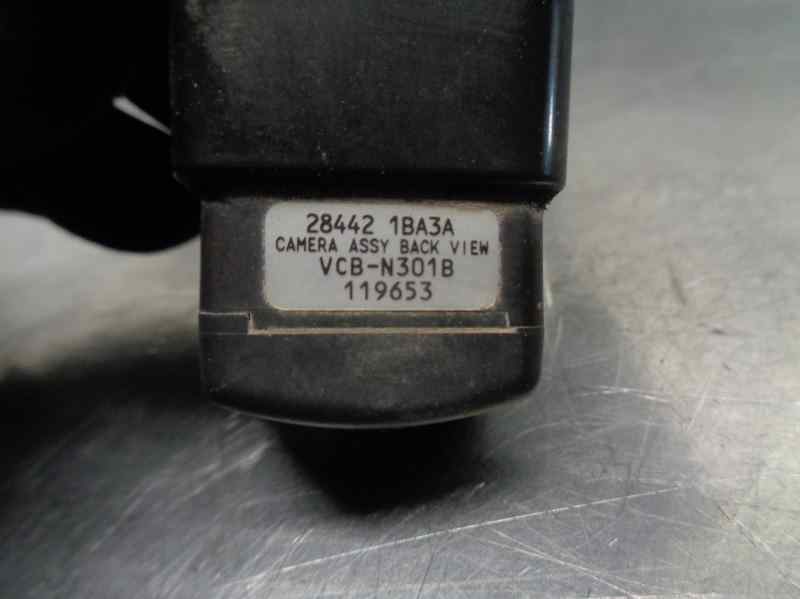 28442 1BA3A
CAMERA ASSY BACK VIEW
VCB-N301B
119653